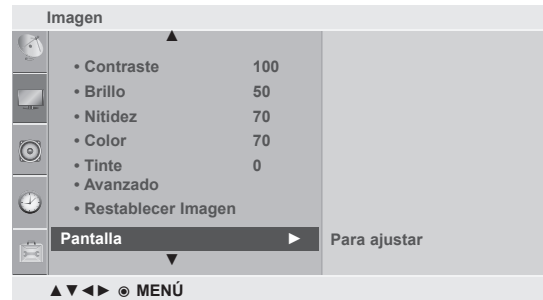 Imagen
▲
• Contraste 100
• Brillo 50
• Nitidez 70
• Color 70
• Tinte 0
• Avanzado
• Restablecer Imagen
Pantalla ► Para ajustar
▼
▲▼◄► ◉ MENÚ